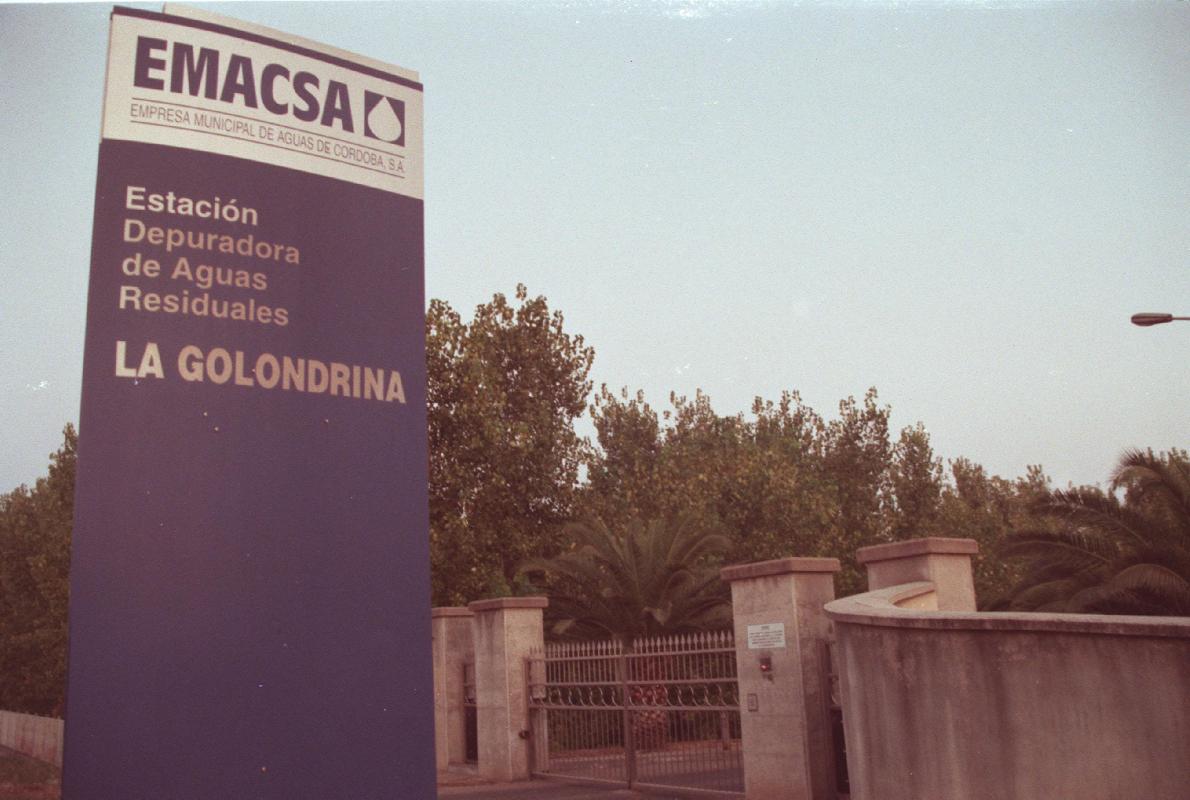 EMACSA
EMPRESA MUNICIPAL DE AGUAS DE CORDOBA, S.A.
Estación
Depuradora
de Aguas
Residuales
LA GOLONDRINA